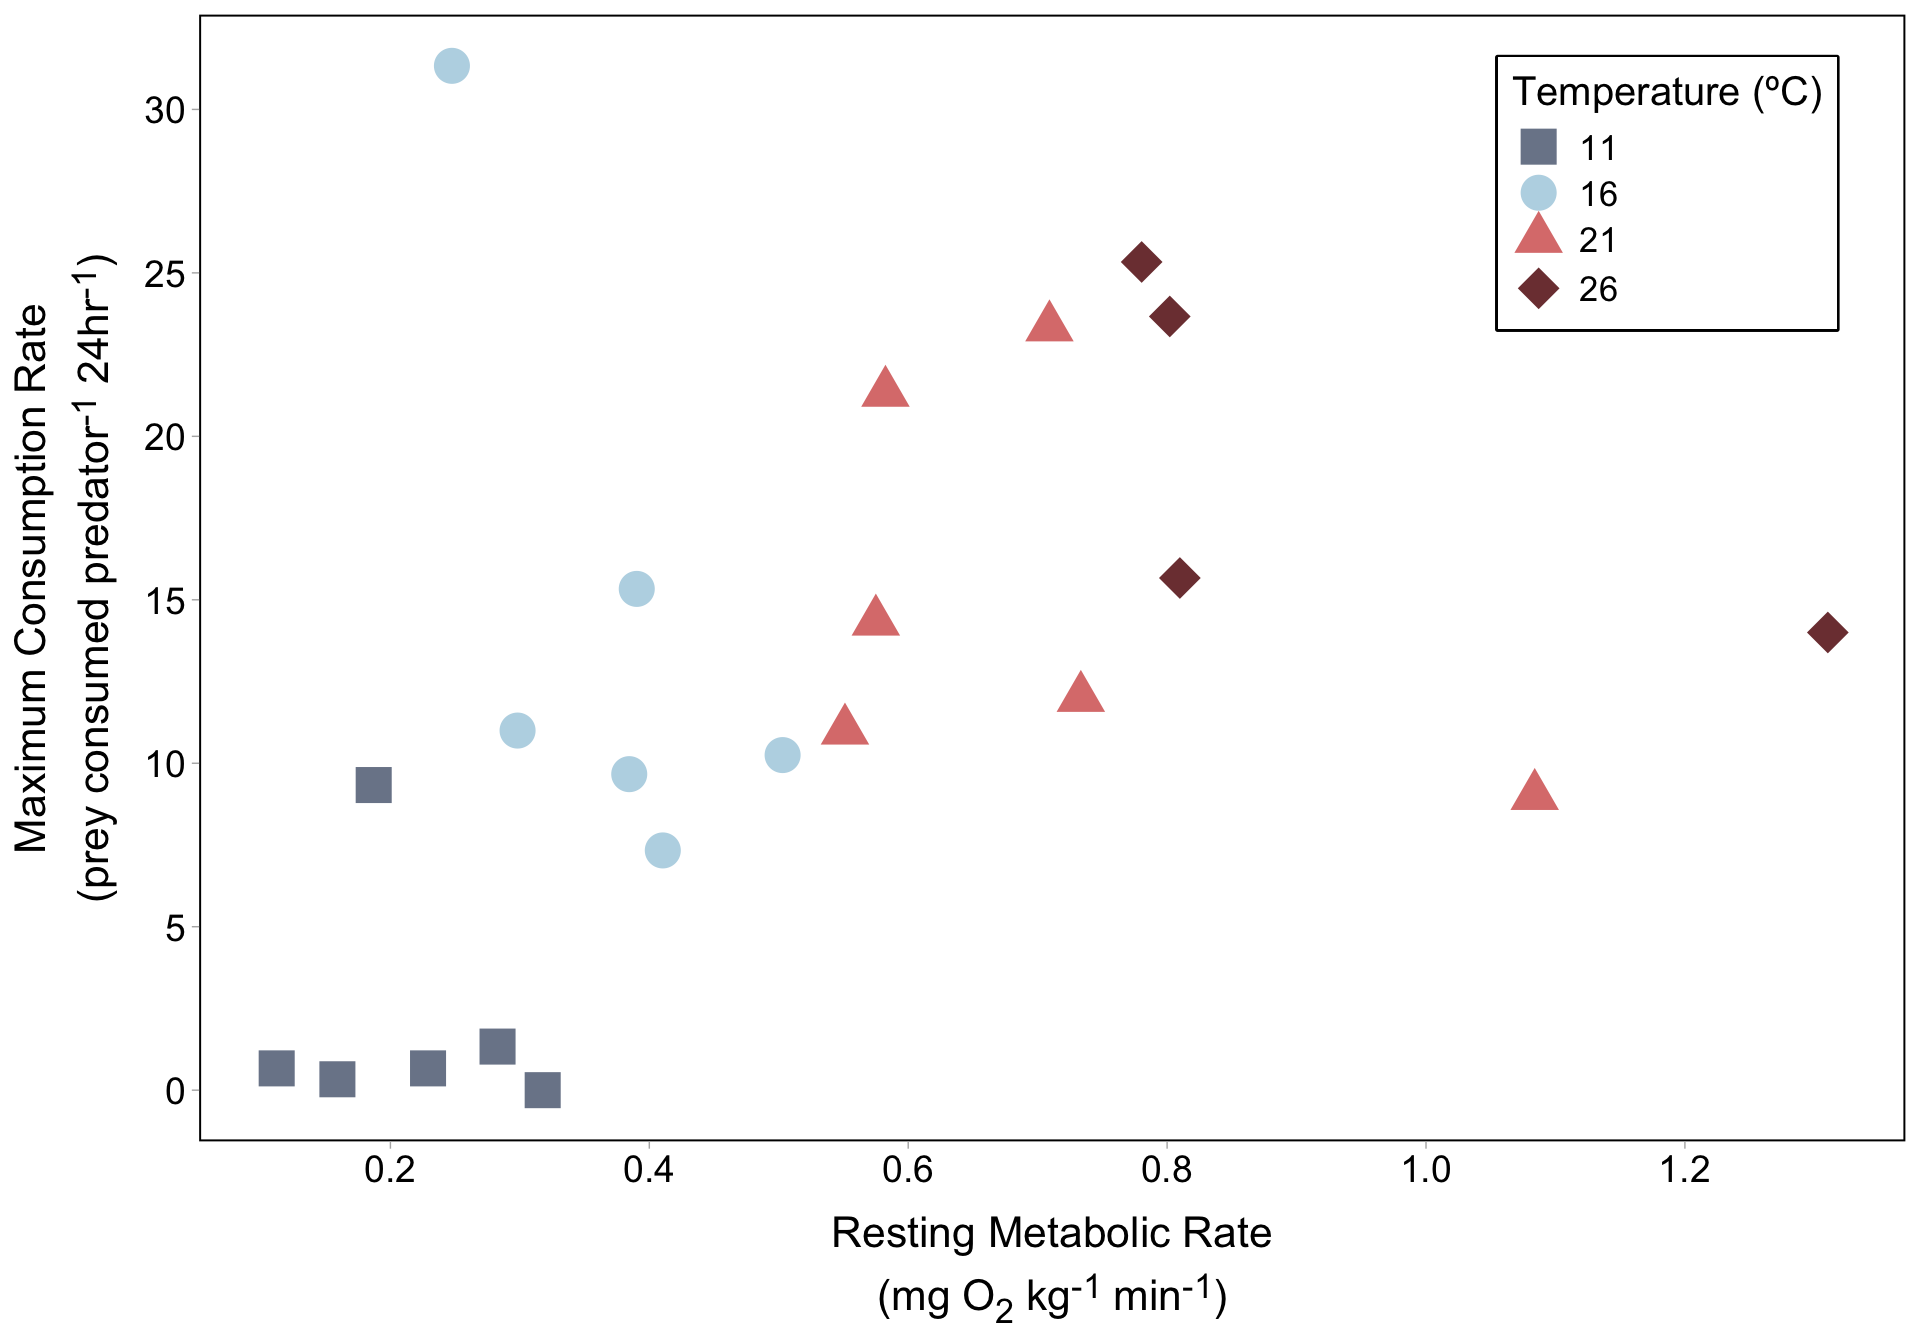 Maximum Consumption Rate
(prey consumed predator⁻¹ 24hr⁻¹)
30
25
20
15
10
5
0
Temperature (ºC)
11
16
21
26
0.2 0.4 0.6 0.8 1.0 1.2
Resting Metabolic Rate
(mg O₂ kg⁻¹ min⁻¹)